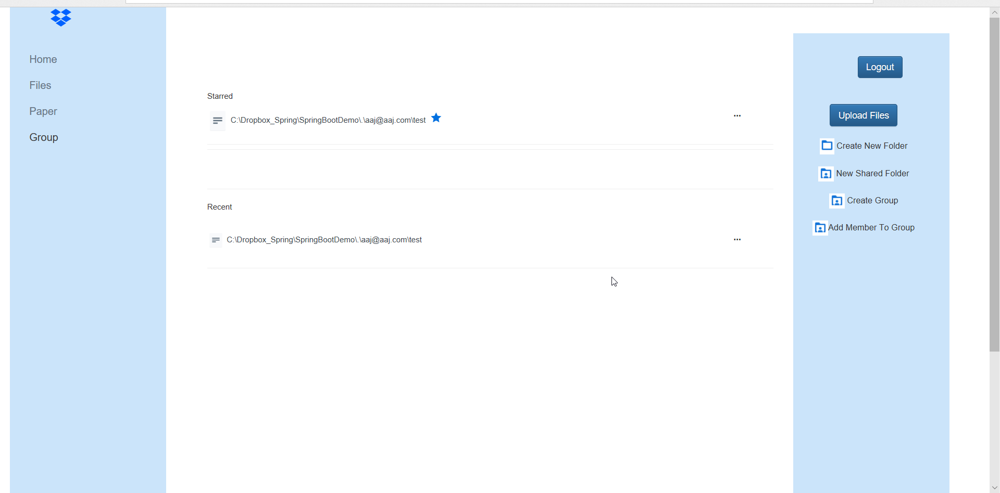 Home
Files
Paper
Group
Starred
C:\Dropbox_Spring\SpringBootDemo\.\aaj@aaj.com\test
...
Recent
C:\Dropbox_Spring\SpringBootDemo\.\aaj@aaj.com\test
...
Logout
Upload Files
Create New Folder
New Shared Folder
Create Group
Add Member To Group